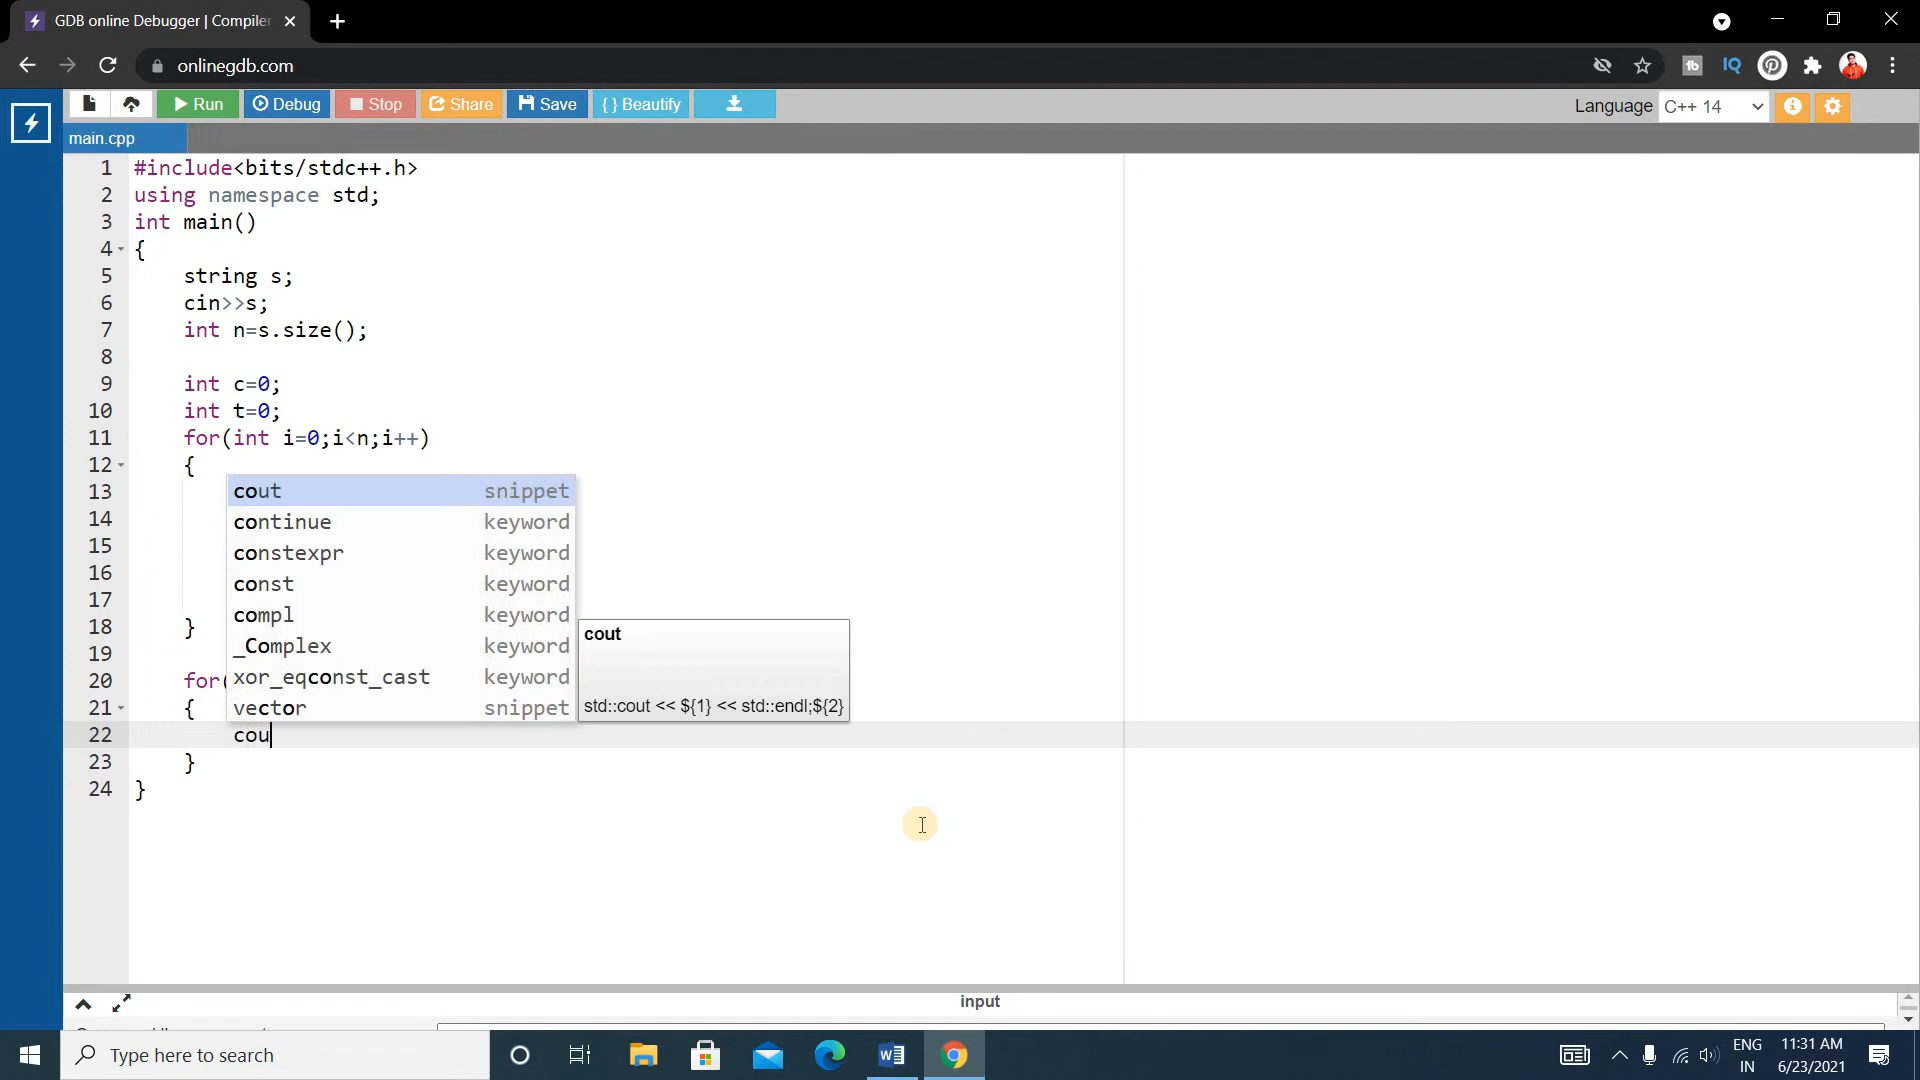 GDB online Debugger | Compiler
onlinegdb.com
Run Debug Stop Share Save { } Beautify
Language C++ 14
main.cpp
1 #include<bits/stdc++.h>
2 using namespace std;
3 int main()
4 {
5 string s;
6 cin>>s;
7 int n=s.size();
8
9 int c=0;
10 int t=0;
11 for(int i=0;i<n;i++)
12 {
13 cout snippet
14 continue keyword
15 constexpr keyword
16 const keyword
17 compl keyword
18 } _Complex keyword
19 xor_eqconst_cast keyword
20 for( vector snippet
cout
std::cout << ${1} << std::endl;${2}
21 {
22 cou
23 }
24 }
input
Type here to search
ENG
IN
11:31 AM
6/23/2021